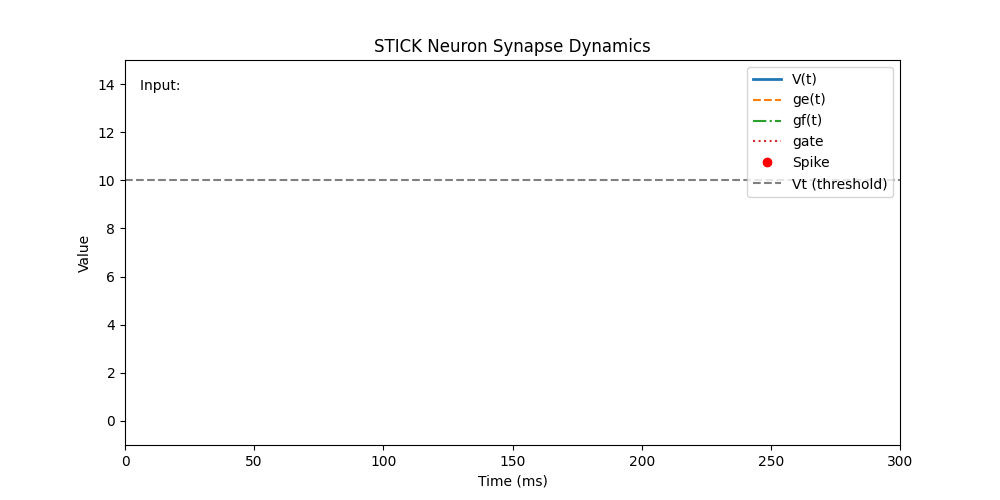 STICK Neuron Synapse Dynamics
Input:
V(t)
ge(t)
gf(t)
gate
Spike
Vt (threshold)
14
12
10
8
6
4
2
0
Value
0 50 100 150 200 250 300
Time (ms)